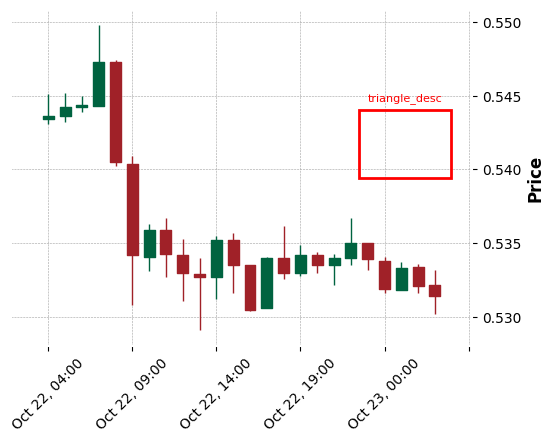 triangle_desc
0.550
0.545
0.540
0.535
0.530
Price
Oct 22, 04:00
Oct 22, 09:00
Oct 22, 14:00
Oct 22, 19:00
Oct 23, 00:00